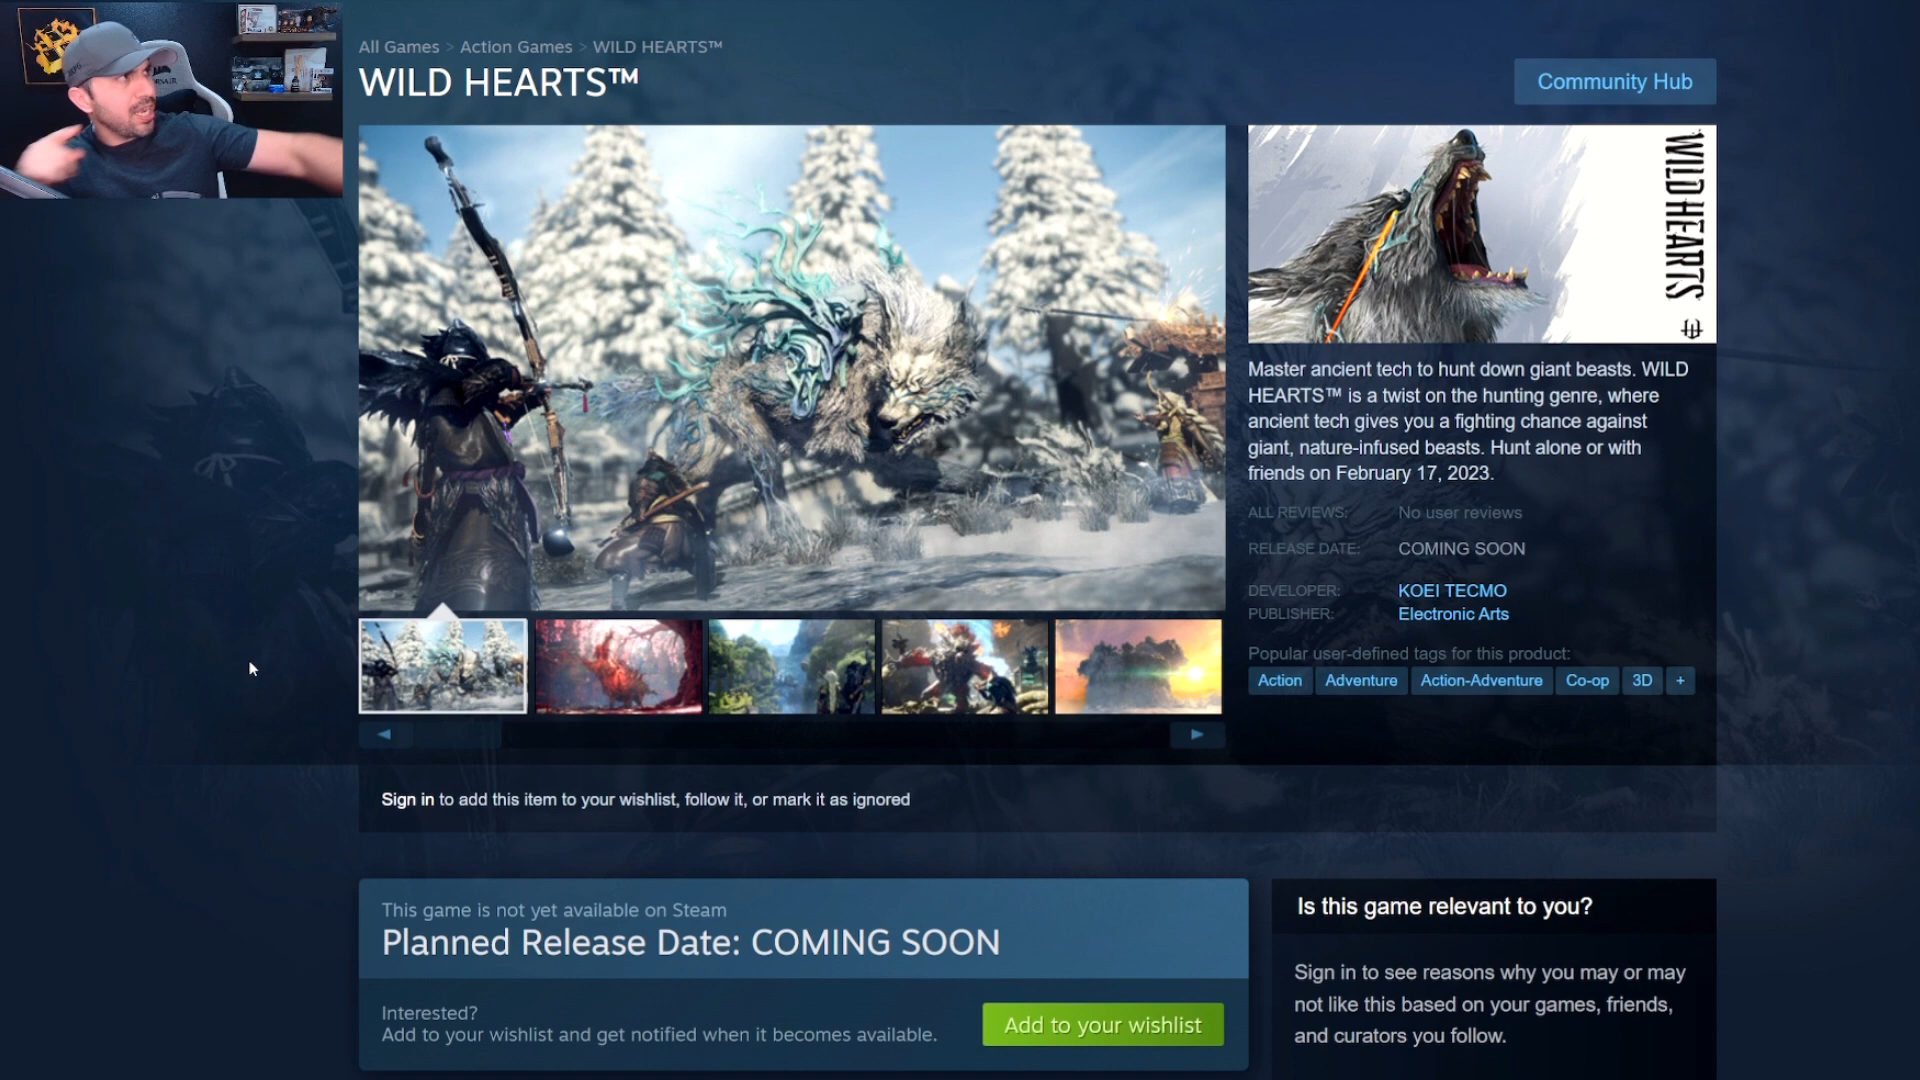 All Games > Action Games > WILD HEARTS™
WILD HEARTS™
Community Hub
WILD HEARTS
Master ancient tech to hunt down giant beasts. WILD
HEARTS™ is a twist on the hunting genre, where
ancient tech gives you a fighting chance against
giant, nature-infused beasts. Hunt alone or with
friends on February 17, 2023.
ALL REVIEWS: No user reviews
RELEASE DATE: COMING SOON
DEVELOPER: KOEI TECMO
PUBLISHER: Electronic Arts
Popular user-defined tags for this product:
Action Adventure Action-Adventure Co-op 3D +
Sign in to add this item to your wishlist, follow it, or mark it as ignored
This game is not yet available on Steam
Planned Release Date: COMING SOON
Interested?
Add to your wishlist and get notified when it becomes available.
Add to your wishlist
Is this game relevant to you?
Sign in to see reasons why you may or may
not like this based on your games, friends,
and curators you follow.